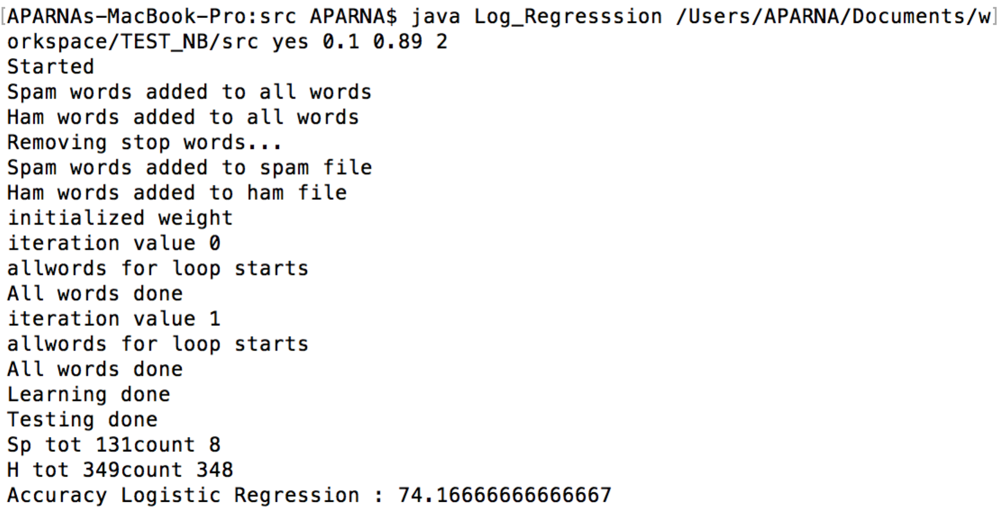 [APARNAs-MacBook-Pro:src APARNA$ java Log_Regresssion /Users/APARNA/Documents/w]
orkspace/TEST_NB/src yes 0.1 0.89 2
Started
Spam words added to all words
Ham words added to all words
Removing stop words...
Spam words added to spam file
Ham words added to ham file
initialized weight
iteration value 0
allwords for loop starts
All words done
iteration value 1
allwords for loop starts
All words done
Learning done
Testing done
Sp tot 131count 8
H tot 349count 348
Accuracy Logistic Regression : 74.16666666666667